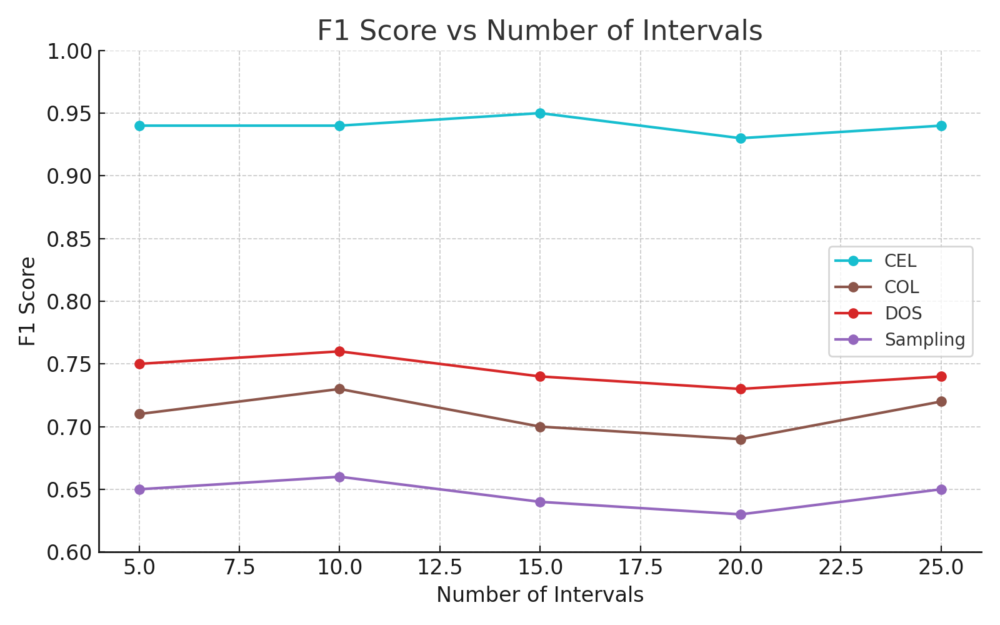 F1 Score vs Number of Intervals
1.00
0.95
0.90
0.85
0.80
0.75
0.70
0.65
0.60
F1 Score
CEL
COL
DOS
Sampling
5.0 7.5 10.0 12.5 15.0 17.5 20.0 22.5 25.0
Number of Intervals